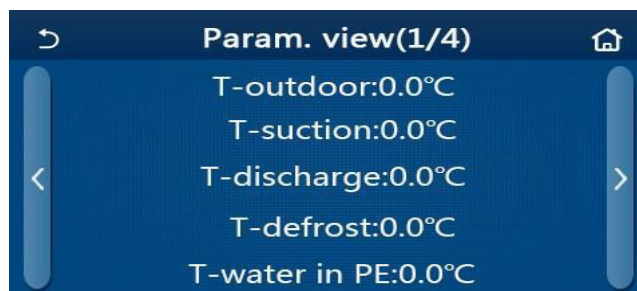 Param. view(1/4)
T-outdoor:0.0℃
T-suction:0.0℃
T-discharge:0.0℃
T-defrost:0.0℃
T-water in PE:0.0℃